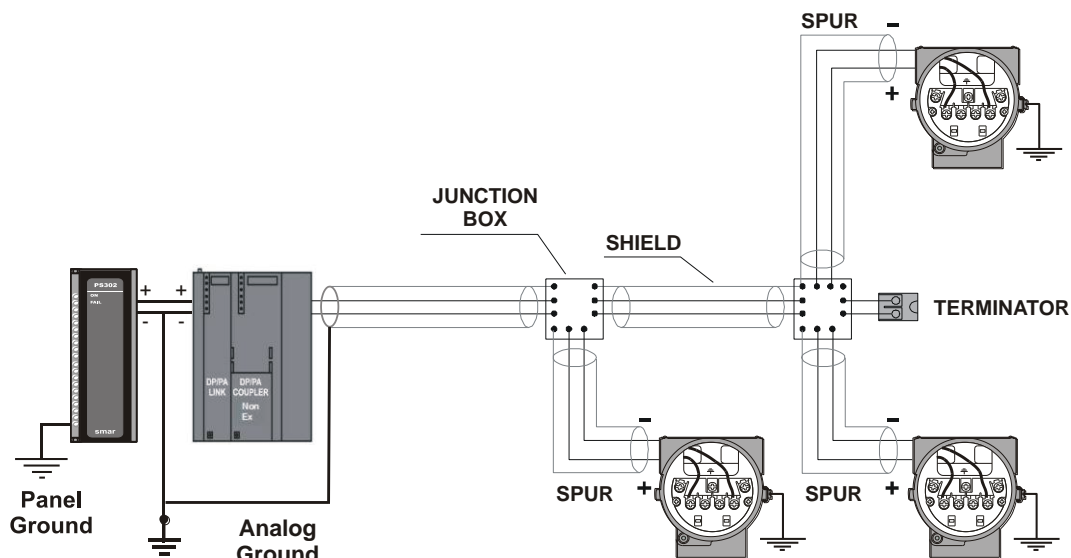 SPUR
-
+
JUNCTION
BOX
SHIELD
PS302
ON
FAIL
+
+
-
-
DP/PA
LINK
DP/PA
COUPLER
Non
Ex
smar
TERMINATOR
-
+
SPUR
-
+
SPUR
Panel
Ground
Analog
Ground